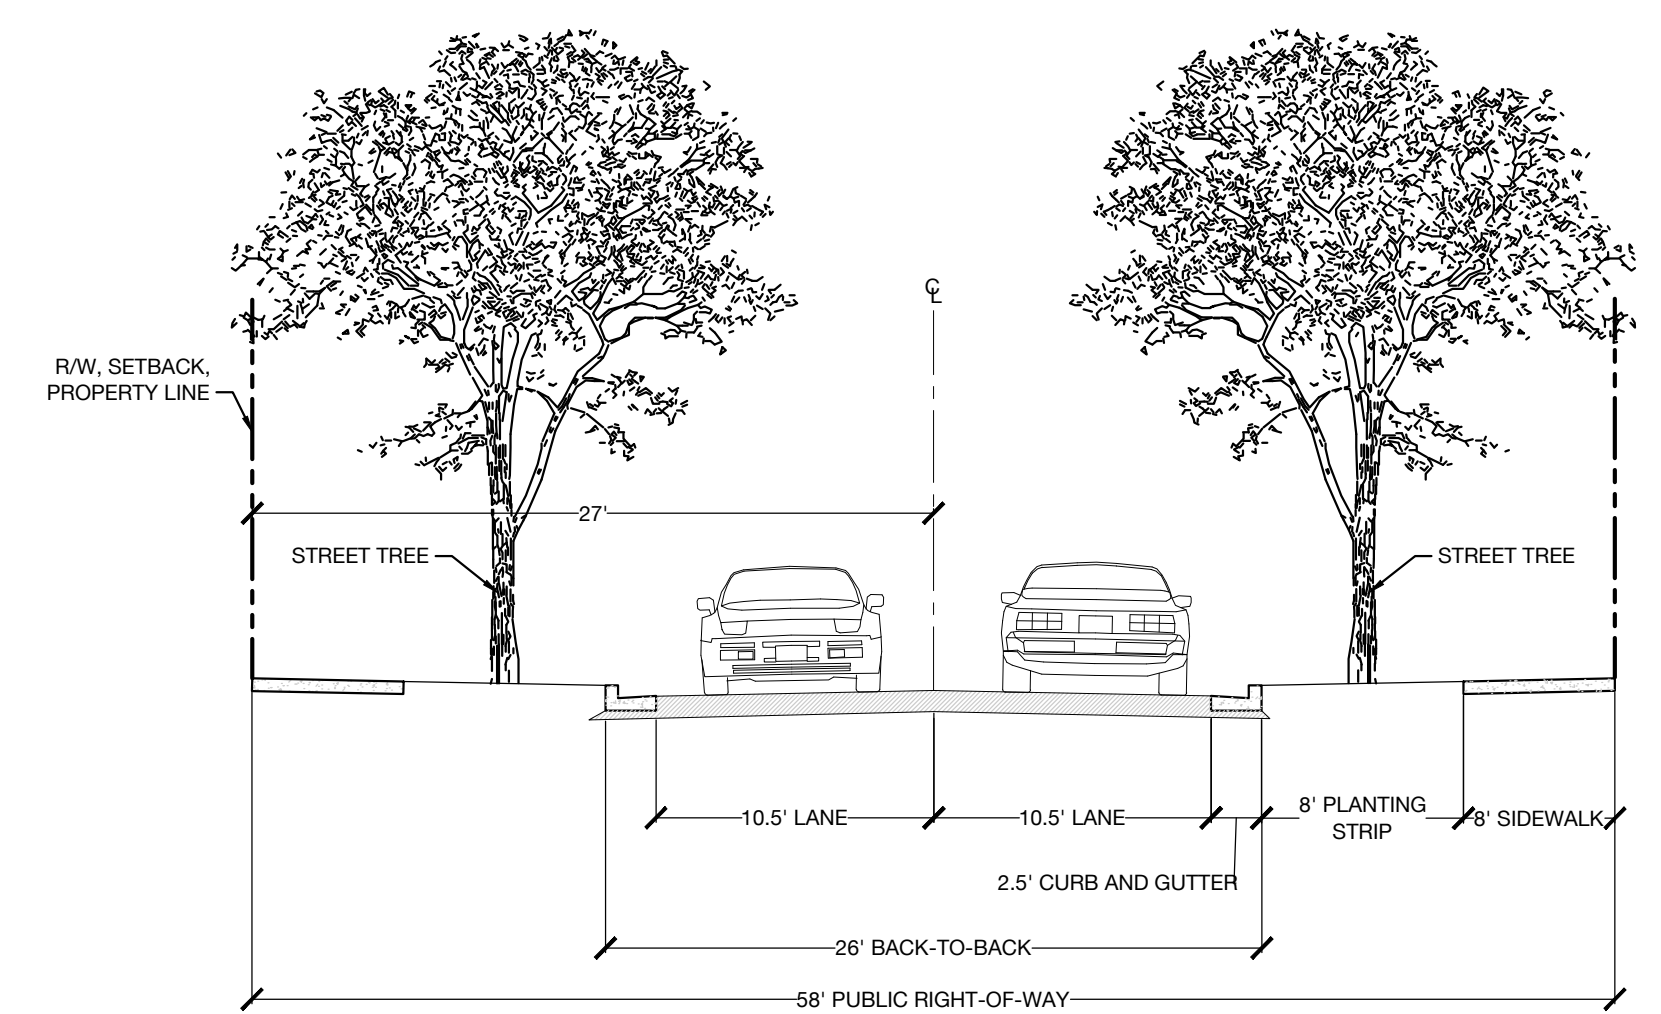 ℄
R/W, SETBACK,
PROPERTY LINE
27'
STREET TREE
STREET TREE
10.5' LANE
10.5' LANE
8' PLANTING
STRIP
8' SIDEWALK
2.5' CURB AND GUTTER
26' BACK-TO-BACK
58' PUBLIC RIGHT-OF-WAY